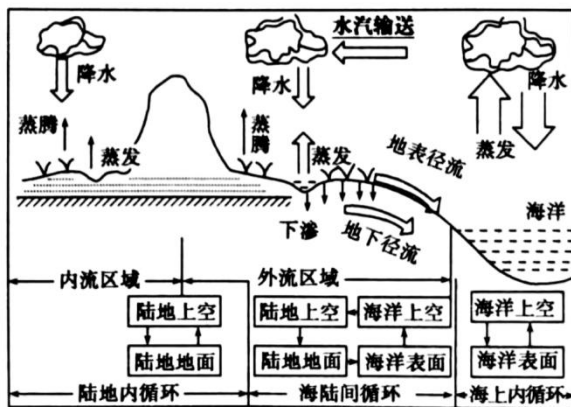 水汽输送
降水
降水
降水
蒸腾
蒸发
蒸腾
蒸发
蒸发
地表径流
下渗
地下径流
海洋
内流区域
外流区域
陆地上空
陆地上空
海洋上空
海洋上空
陆地地面
陆地地面
海洋表面
海洋表面
陆地内循环
海陆间循环
海上内循环